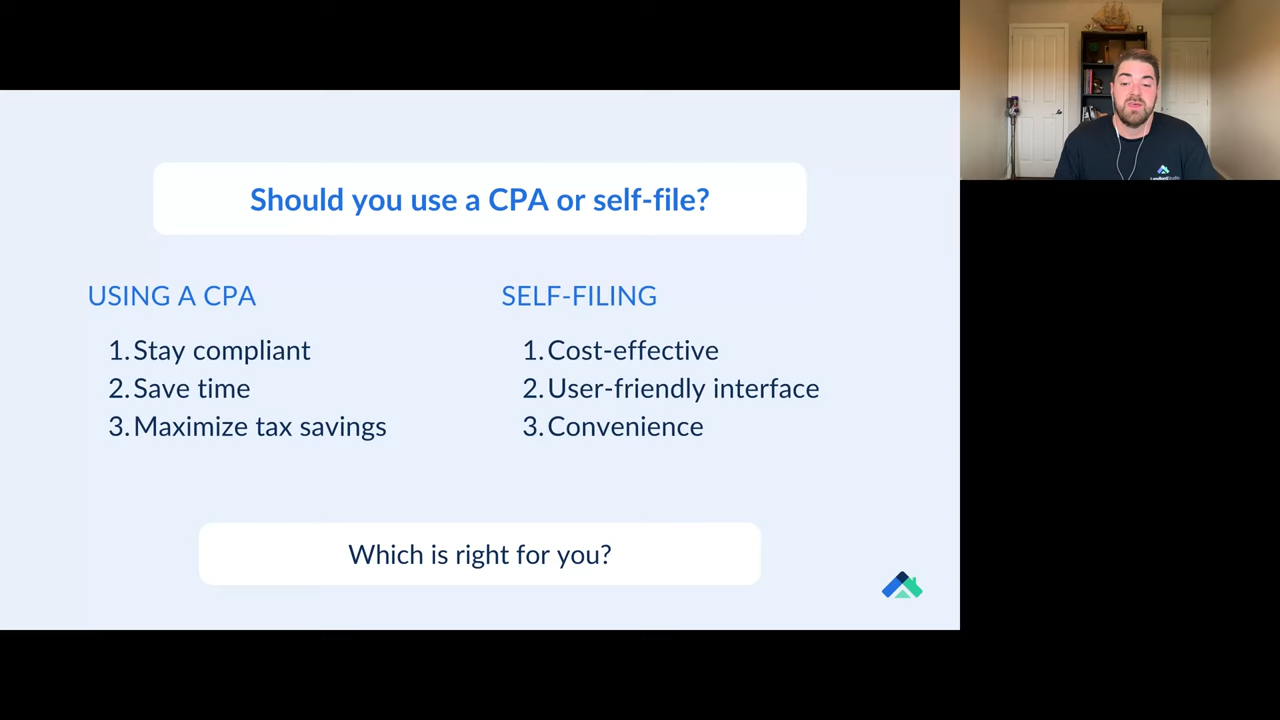 Should you use a CPA or self-file?
USING A CPA
1. Stay compliant
2. Save time
3. Maximize tax savings
SELF-FILING
1. Cost-effective
2. User-friendly interface
3. Convenience
Which is right for you?